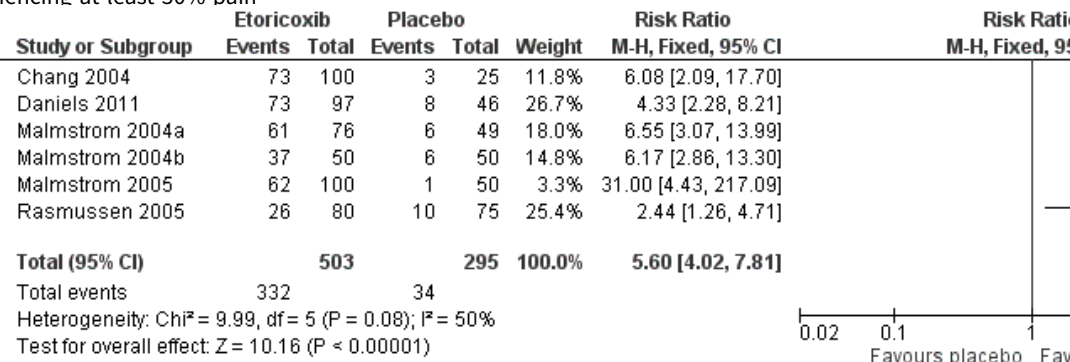 at least 50% pain
Etoricoxib Placebo Risk Ratio Risk
Study or Subgroup Events Total Events Total Weight M-H, Fixed, 95% CI M-H, Fixed,
Chang 2004 73 100 3 25 11.8% 6.08 [2.09, 17.70]
Daniels 2011 73 97 8 46 26.7% 4.33 [2.28, 8.21]
Malmstrom 2004a 61 76 6 49 18.0% 6.55 [3.07, 13.99]
Malmstrom 2004b 37 50 6 50 14.8% 6.17 [2.86, 13.30]
Malmstrom 2005 62 100 1 50 3.3% 31.00 [4.43, 217.09]
Rasmussen 2005 26 80 10 75 25.4% 2.44 [1.26, 4.71]
Total (95% CI) 503 295 100.0% 5.60 [4.02, 7.81]
Total events 332 34
Heterogeneity: Chi² = 9.99, df = 5 (P = 0.08); I² = 50%
Test for overall effect: Z = 10.16 (P < 0.00001)
0.02 0.1 1
Favours placebo